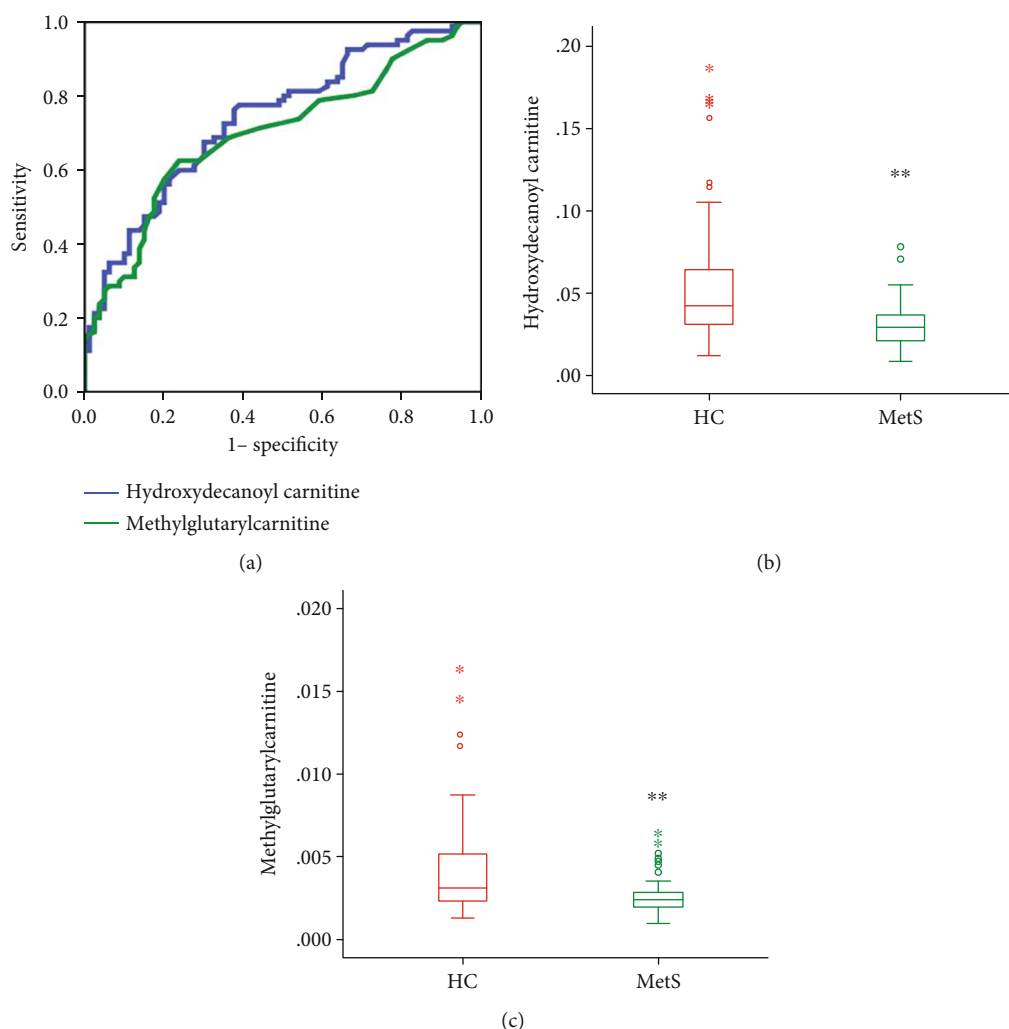 1.0
0.8
0.6
0.4
0.2
0.0
Sensitivity
0.0 0.2 0.4 0.6 0.8 1.0
1– specificity
Hydroxydecanoyl carnitine
Methylglutarylcarnitine
(a)
.20
.15
.10
.05
.00
Hydroxydecanoyl carnitine
**
HC MetS
(b)
.020
.015
.010
.005
.000
Methylglutarylcarnitine
**
HC MetS
(c)